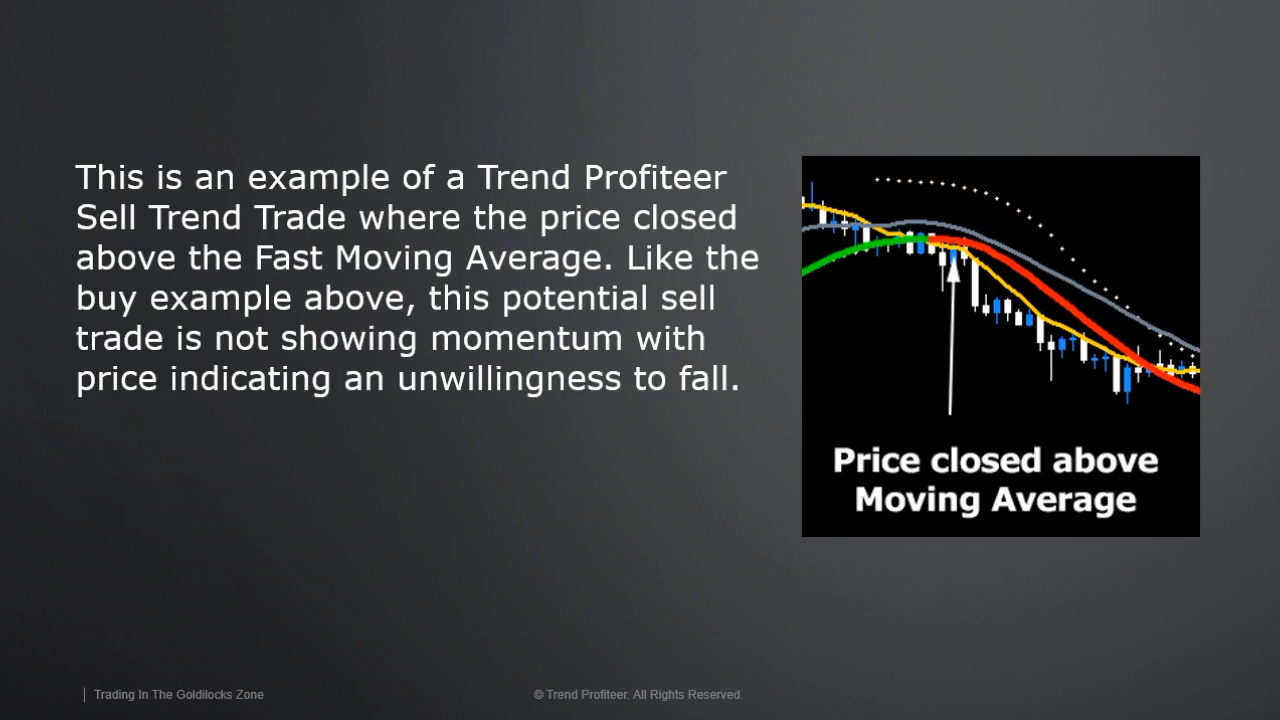 This is an example of a Trend Profiteer
Sell Trend Trade where the price closed
above the Fast Moving Average. Like the
buy example above, this potential sell
trade is not showing momentum with
price indicating an unwillingness to fall.
Price closed above
Moving Average
Trading In The Goldilocks Zone
© Trend Profiteer. All Rights Reserved.